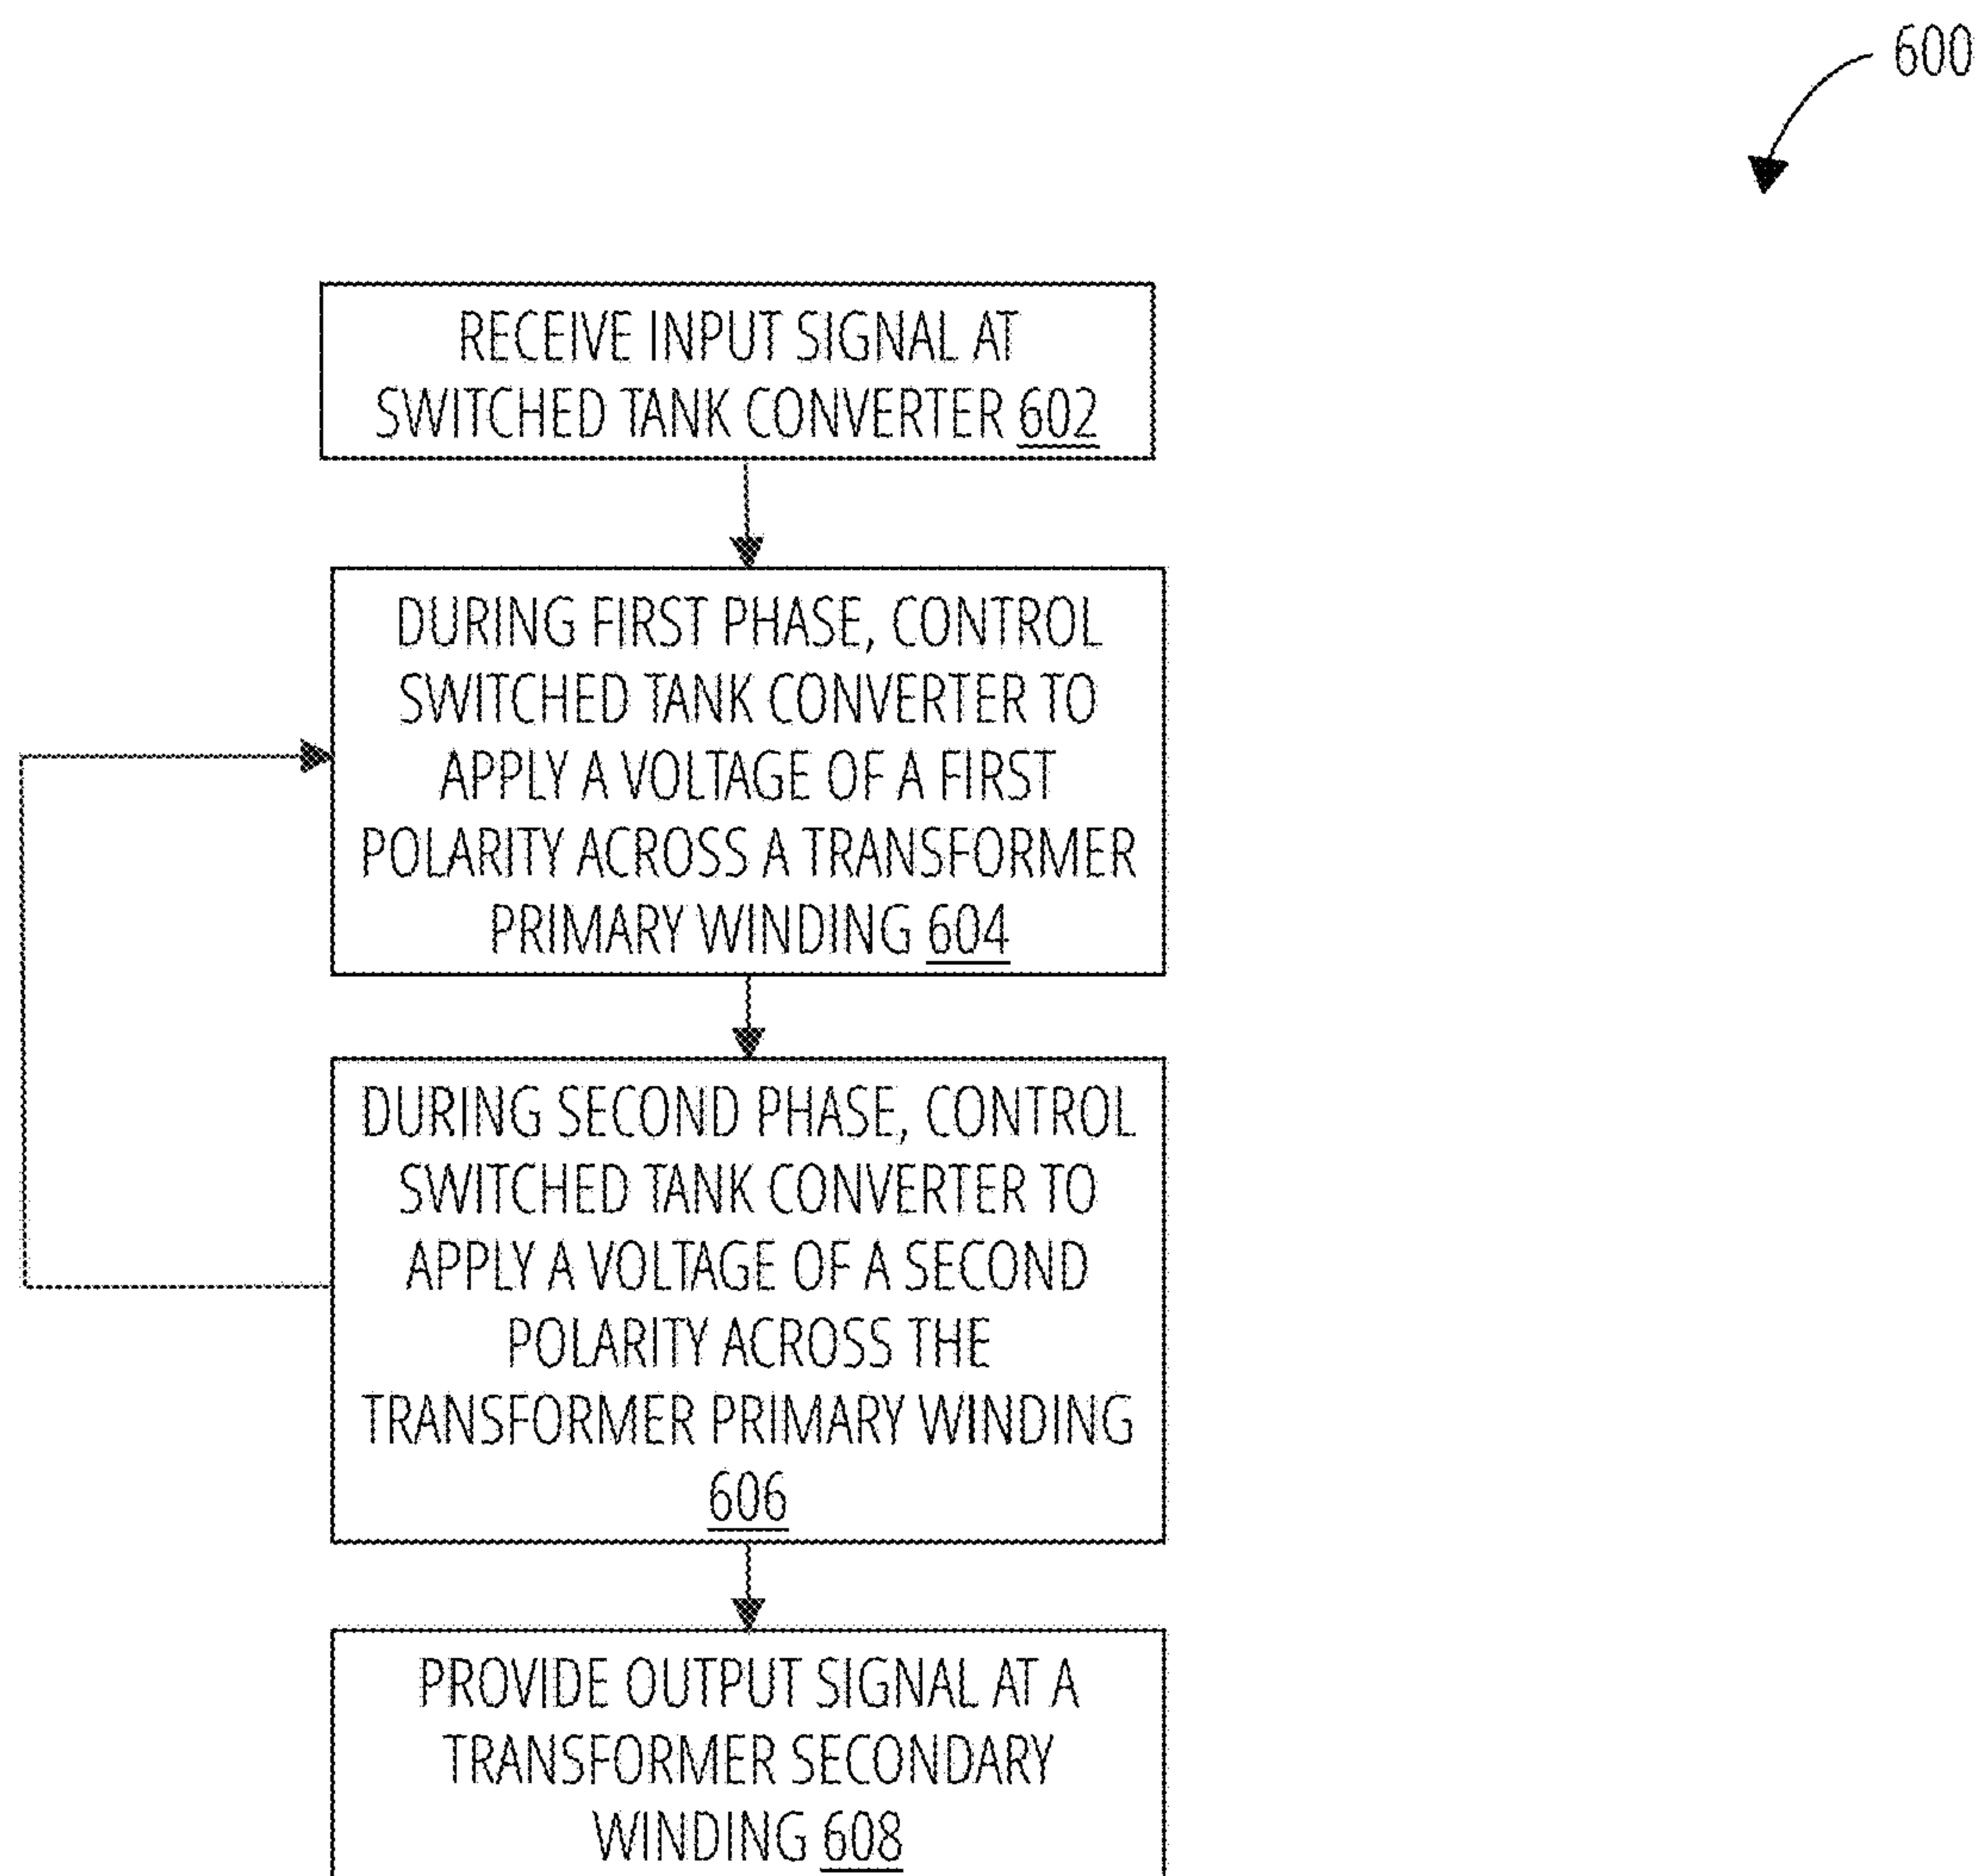 600
RECEIVE INPUT SIGNAL AT
SWITCHED TANK CONVERTER 602
DURING FIRST PHASE, CONTROL
SWITCHED TANK CONVERTER TO
APPLY A VOLTAGE OF A FIRST
POLARITY ACROSS A TRANSFORMER
PRIMARY WINDING 604
DURING SECOND PHASE, CONTROL
SWITCHED TANK CONVERTER TO
APPLY A VOLTAGE OF A SECOND
POLARITY ACROSS THE
TRANSFORMER PRIMARY WINDING
606
PROVIDE OUTPUT SIGNAL AT A
TRANSFORMER SECONDARY
WINDING 608